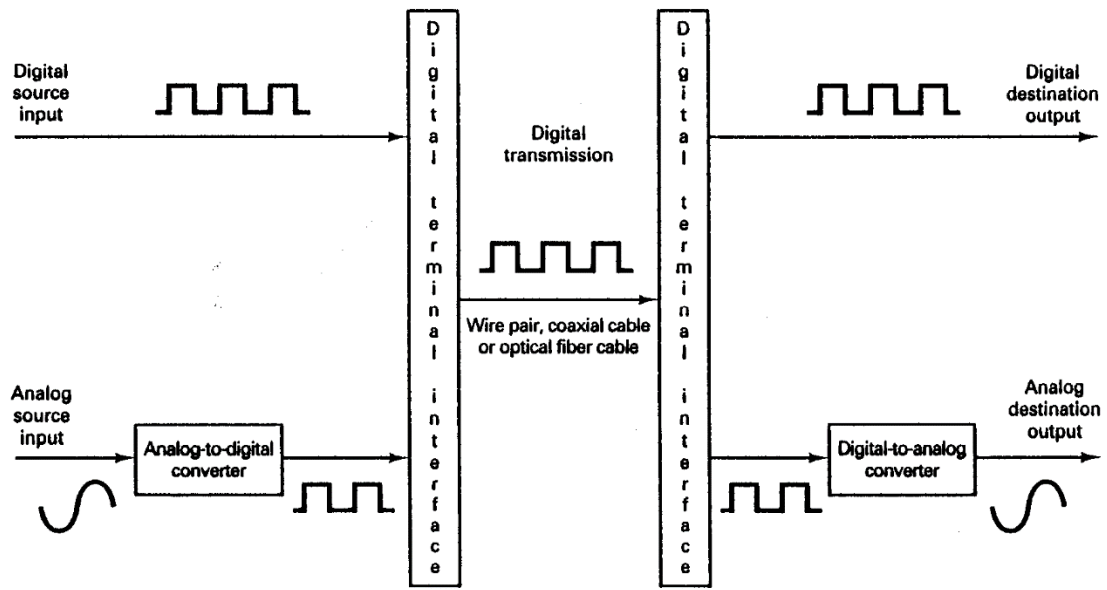 Digital
source
input
Digital terminal interface
Digital
transmission
Digital terminal interface
Digital
destination
output
Wire pair, coaxial cable
or optical fiber cable
Analog
source
input
Analog-to-digital
converter
Analog
destination
output
Digital-to-analog
converter